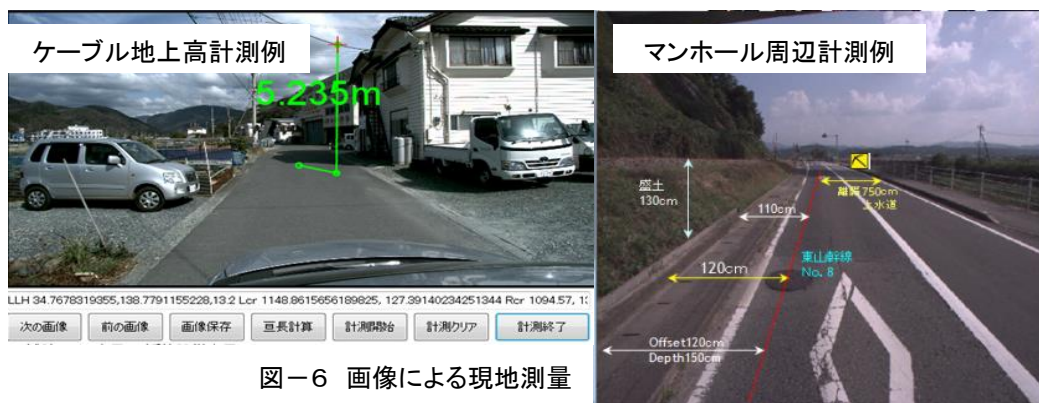 ケーブル地上高計測例
5.235m
LLH 34.7678319355,138.7791155228,13.2 Lcr 1148.8615656189825, 127.39140234251344 Rcr 1094.57, 1
次の画像 前の画像 画像保存 亘長計算 計測開始 計測クリア 計測終了
図-6 画像による現地測量
マンホール周辺計測例
盛土
130cm
離隔750cm
上水道
110cm
東山幹線
No. 8
120cm
Offset120cm
Depth150cm